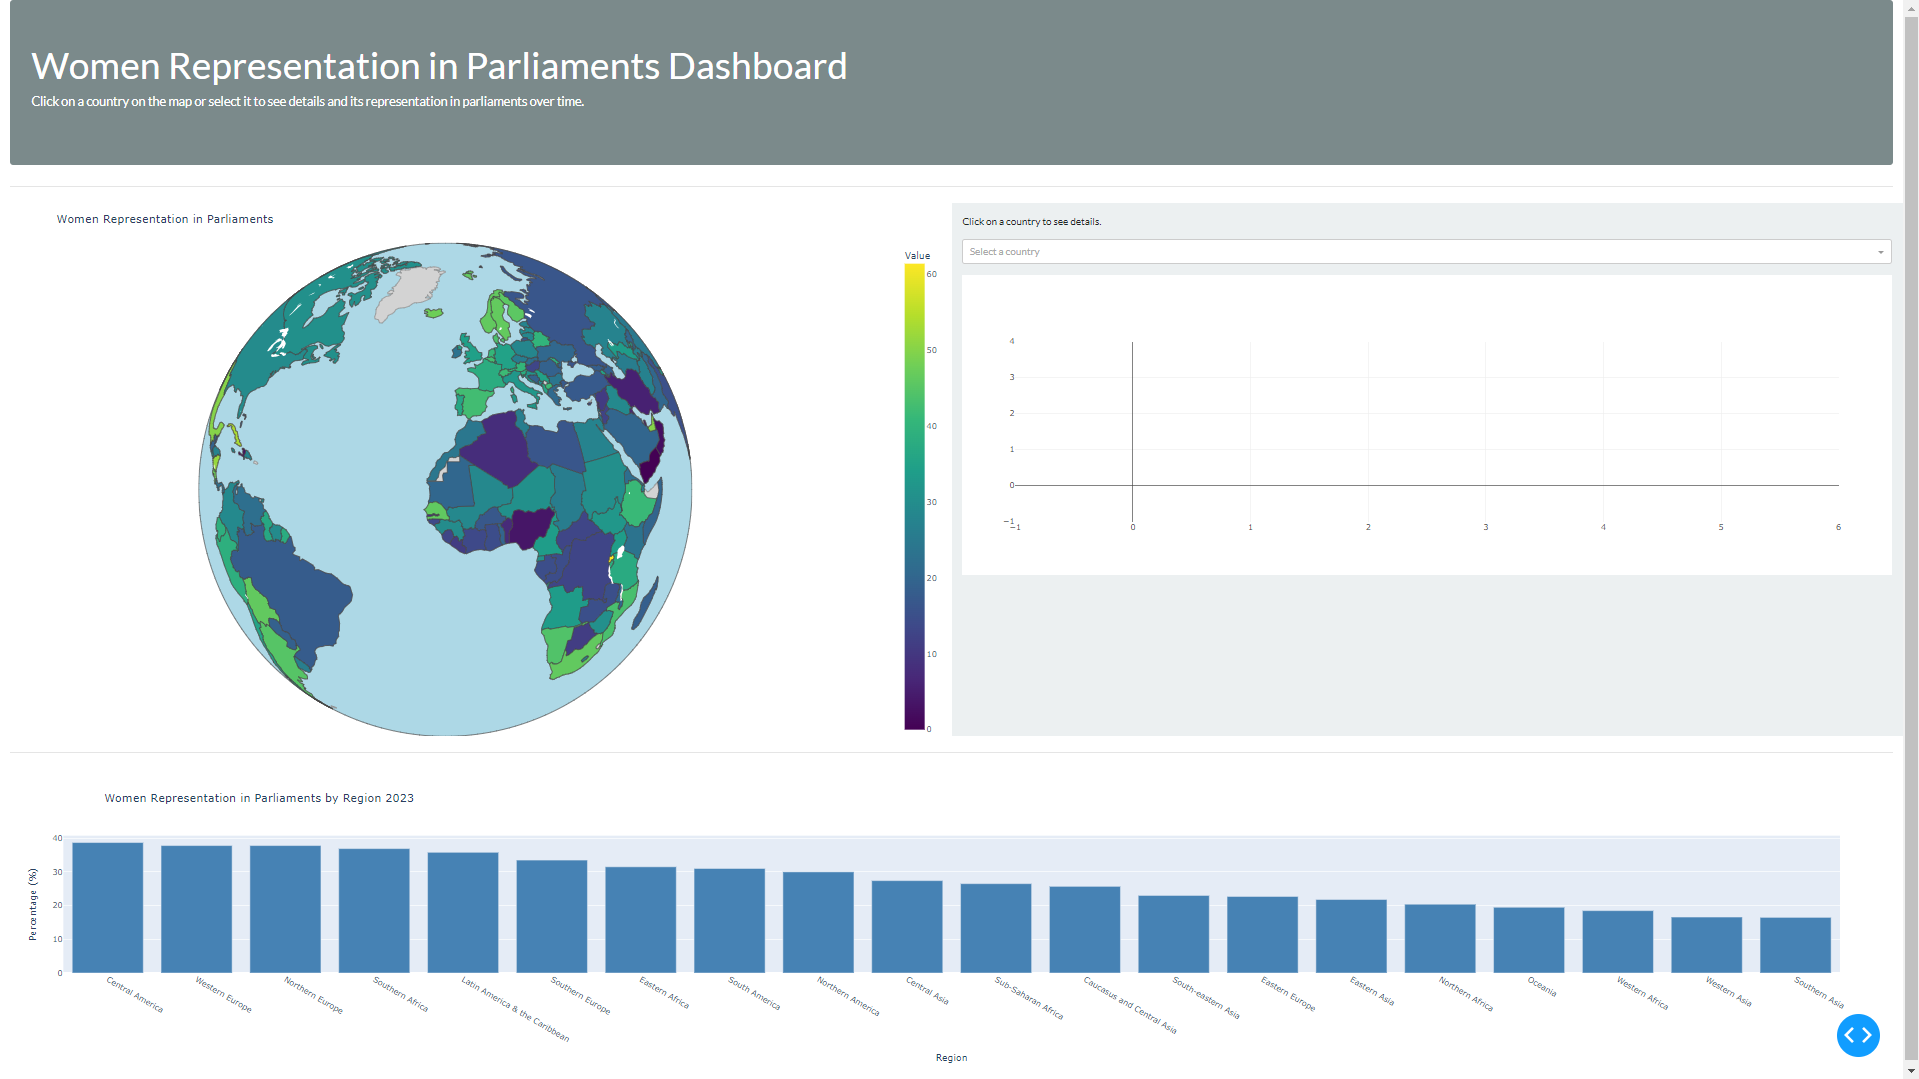 Women Representation in Parliaments Dashboard
Click on a country on the map or select it to see details and its representation in parliaments over time.
Women Representation in Parliaments
Value
60
50
40
30
20
10
0
Click on a country to see details.
Select a country
4
3
2
1
0
−1
−1 0 1 2 3 4 5 6
Women Representation in Parliaments by Region 2023
Percentage (%)
40
30
20
10
0
Central America
Western Europe
Northern Europe
Southern Africa
Latin America & the Caribbean
Southern Europe
Eastern Africa
South America
Northern America
Central Asia
Sub-Saharan Africa
Caucasus and Central Asia
South-eastern Asia
Eastern Europe
Eastern Asia
Northern Africa
Oceania
Western Africa
Western Asia
Southern Asia
Region